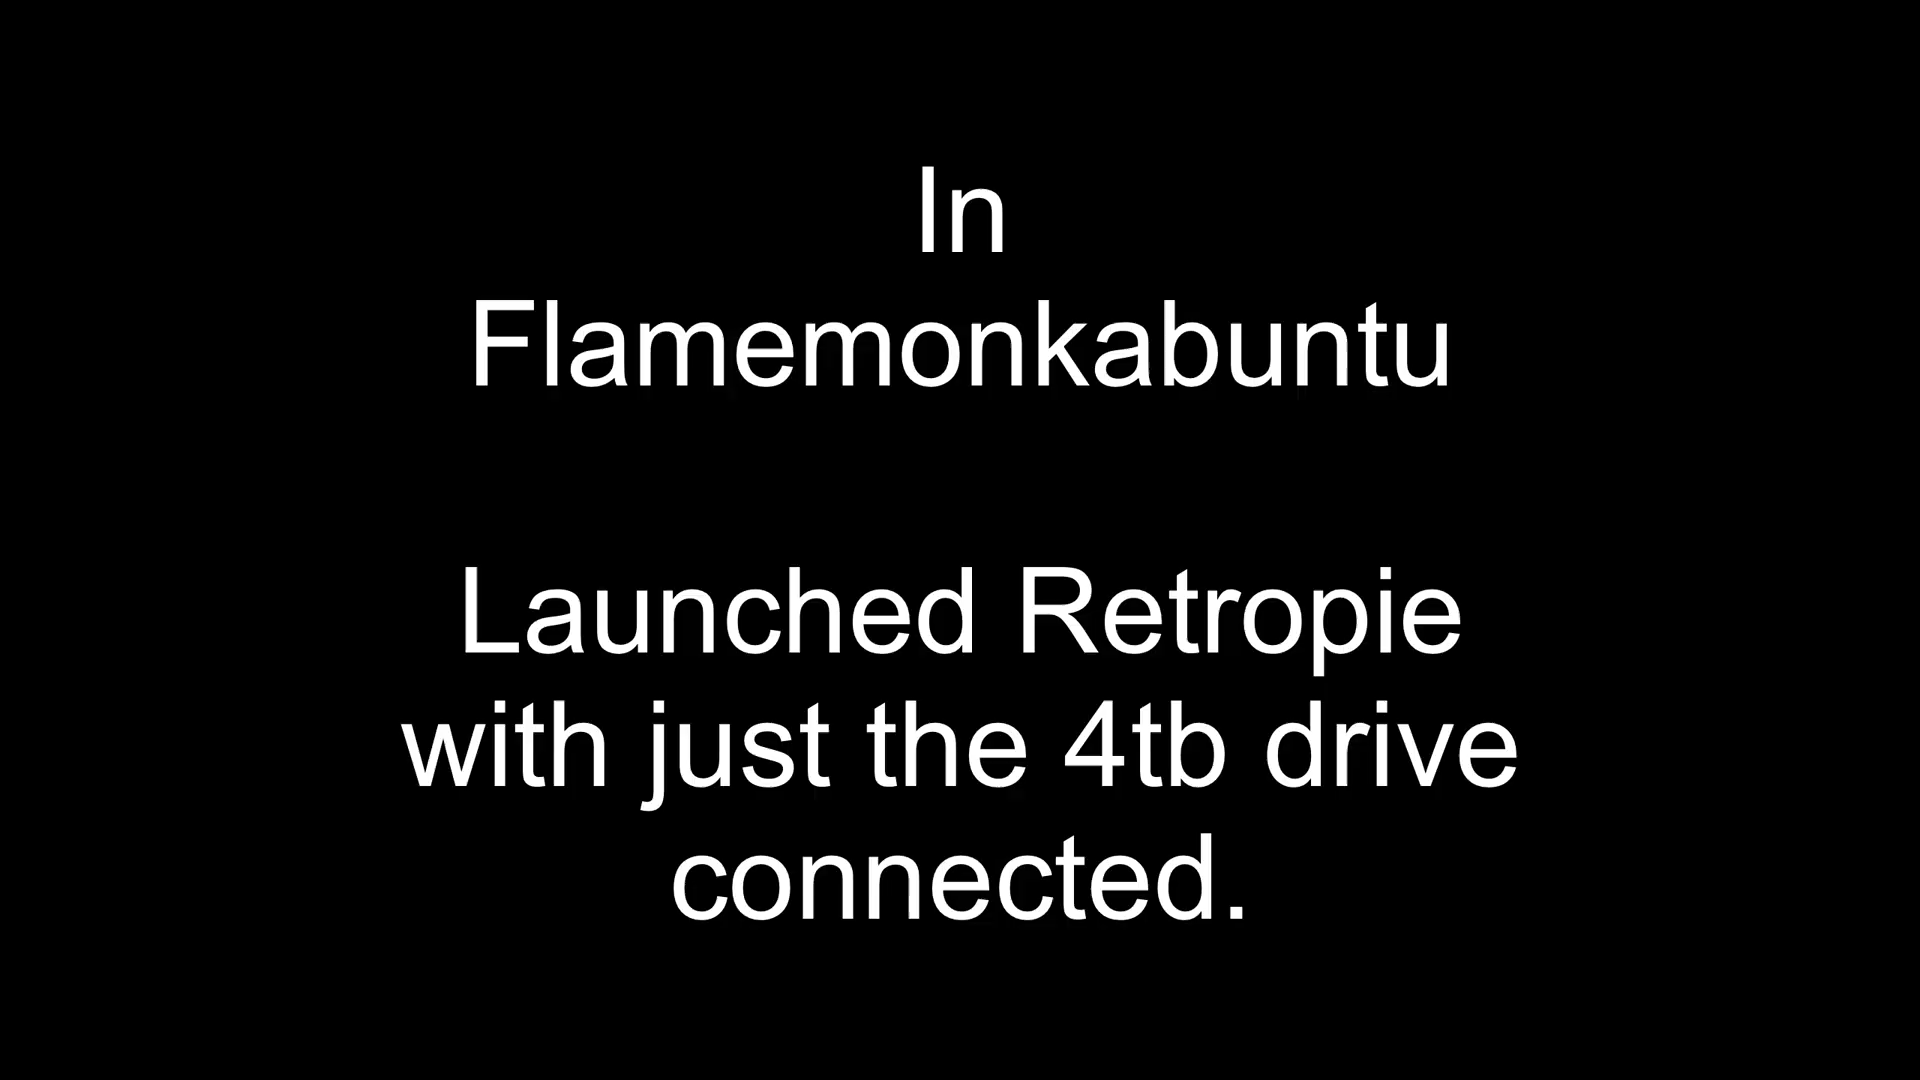 In
Flamemonkabuntu
Launched Retropie
with just the 4tb drive
connected.